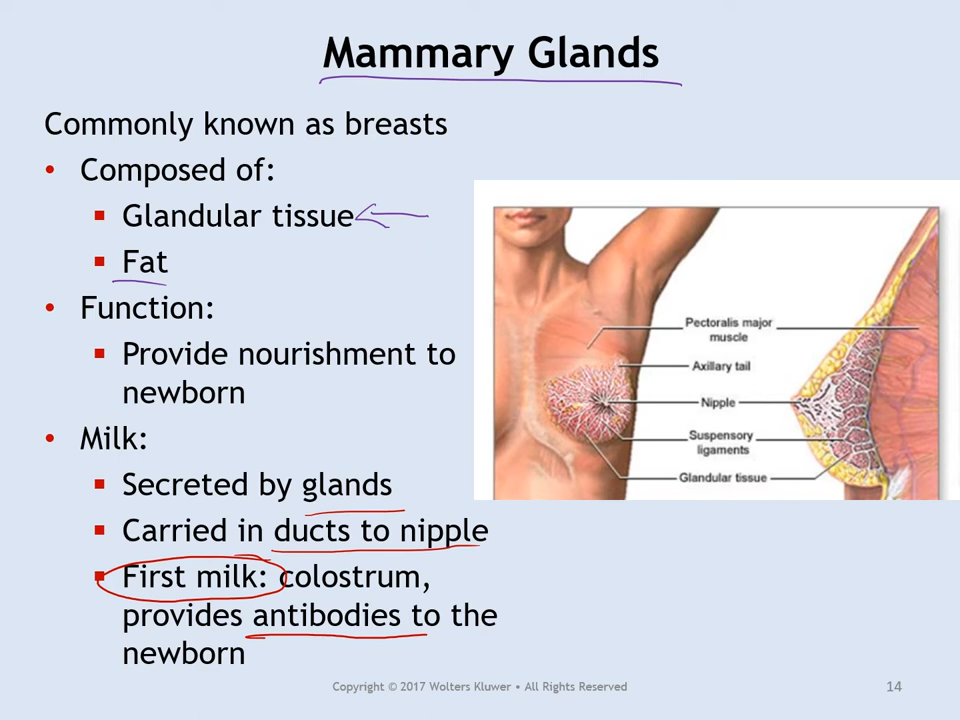 Mammary Glands
Commonly known as breasts
• Composed of:
▪ Glandular tissue
▪ Fat
• Function:
▪ Provide nourishment to
newborn
• Milk:
▪ Secreted by glands
▪ Carried in ducts to nipple
▪ First milk: colostrum,
provides antibodies to the
newborn
Pectoralis major
muscle
Axillary tail
Nipple
Suspensory
ligaments
Glandular tissue
Copyright © 2017 Wolters Kluwer • All Rights Reserved
14